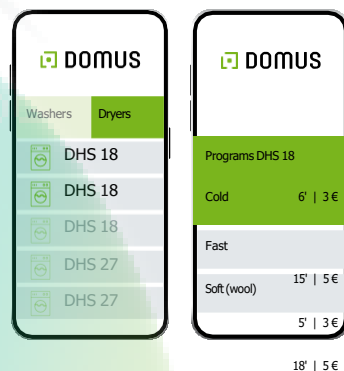 DOMUS
Washers Dryers
DHS 18
DHS 18
DHS 18
DHS 27
DHS 27
DOMUS
Programs DHS 18
Cold 6' | 3 €
Fast
15' | 5 €
Soft (wool)
5' | 3 €
18' | 5 €